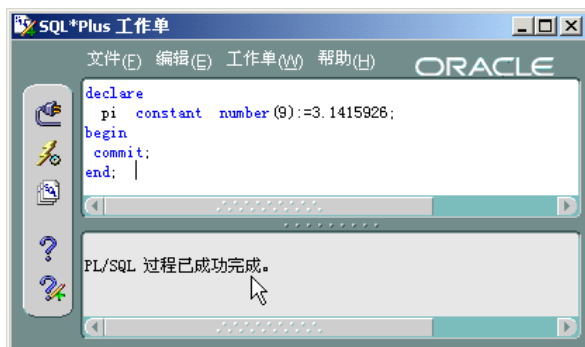 SQL*Plus 工作单
文件(F) 编辑(E) 工作单(W) 帮助(H) ORACLE
declare
pi constant number(9):=3.1415926;
begin
commit;
end;
PL/SQL 过程已成功完成。